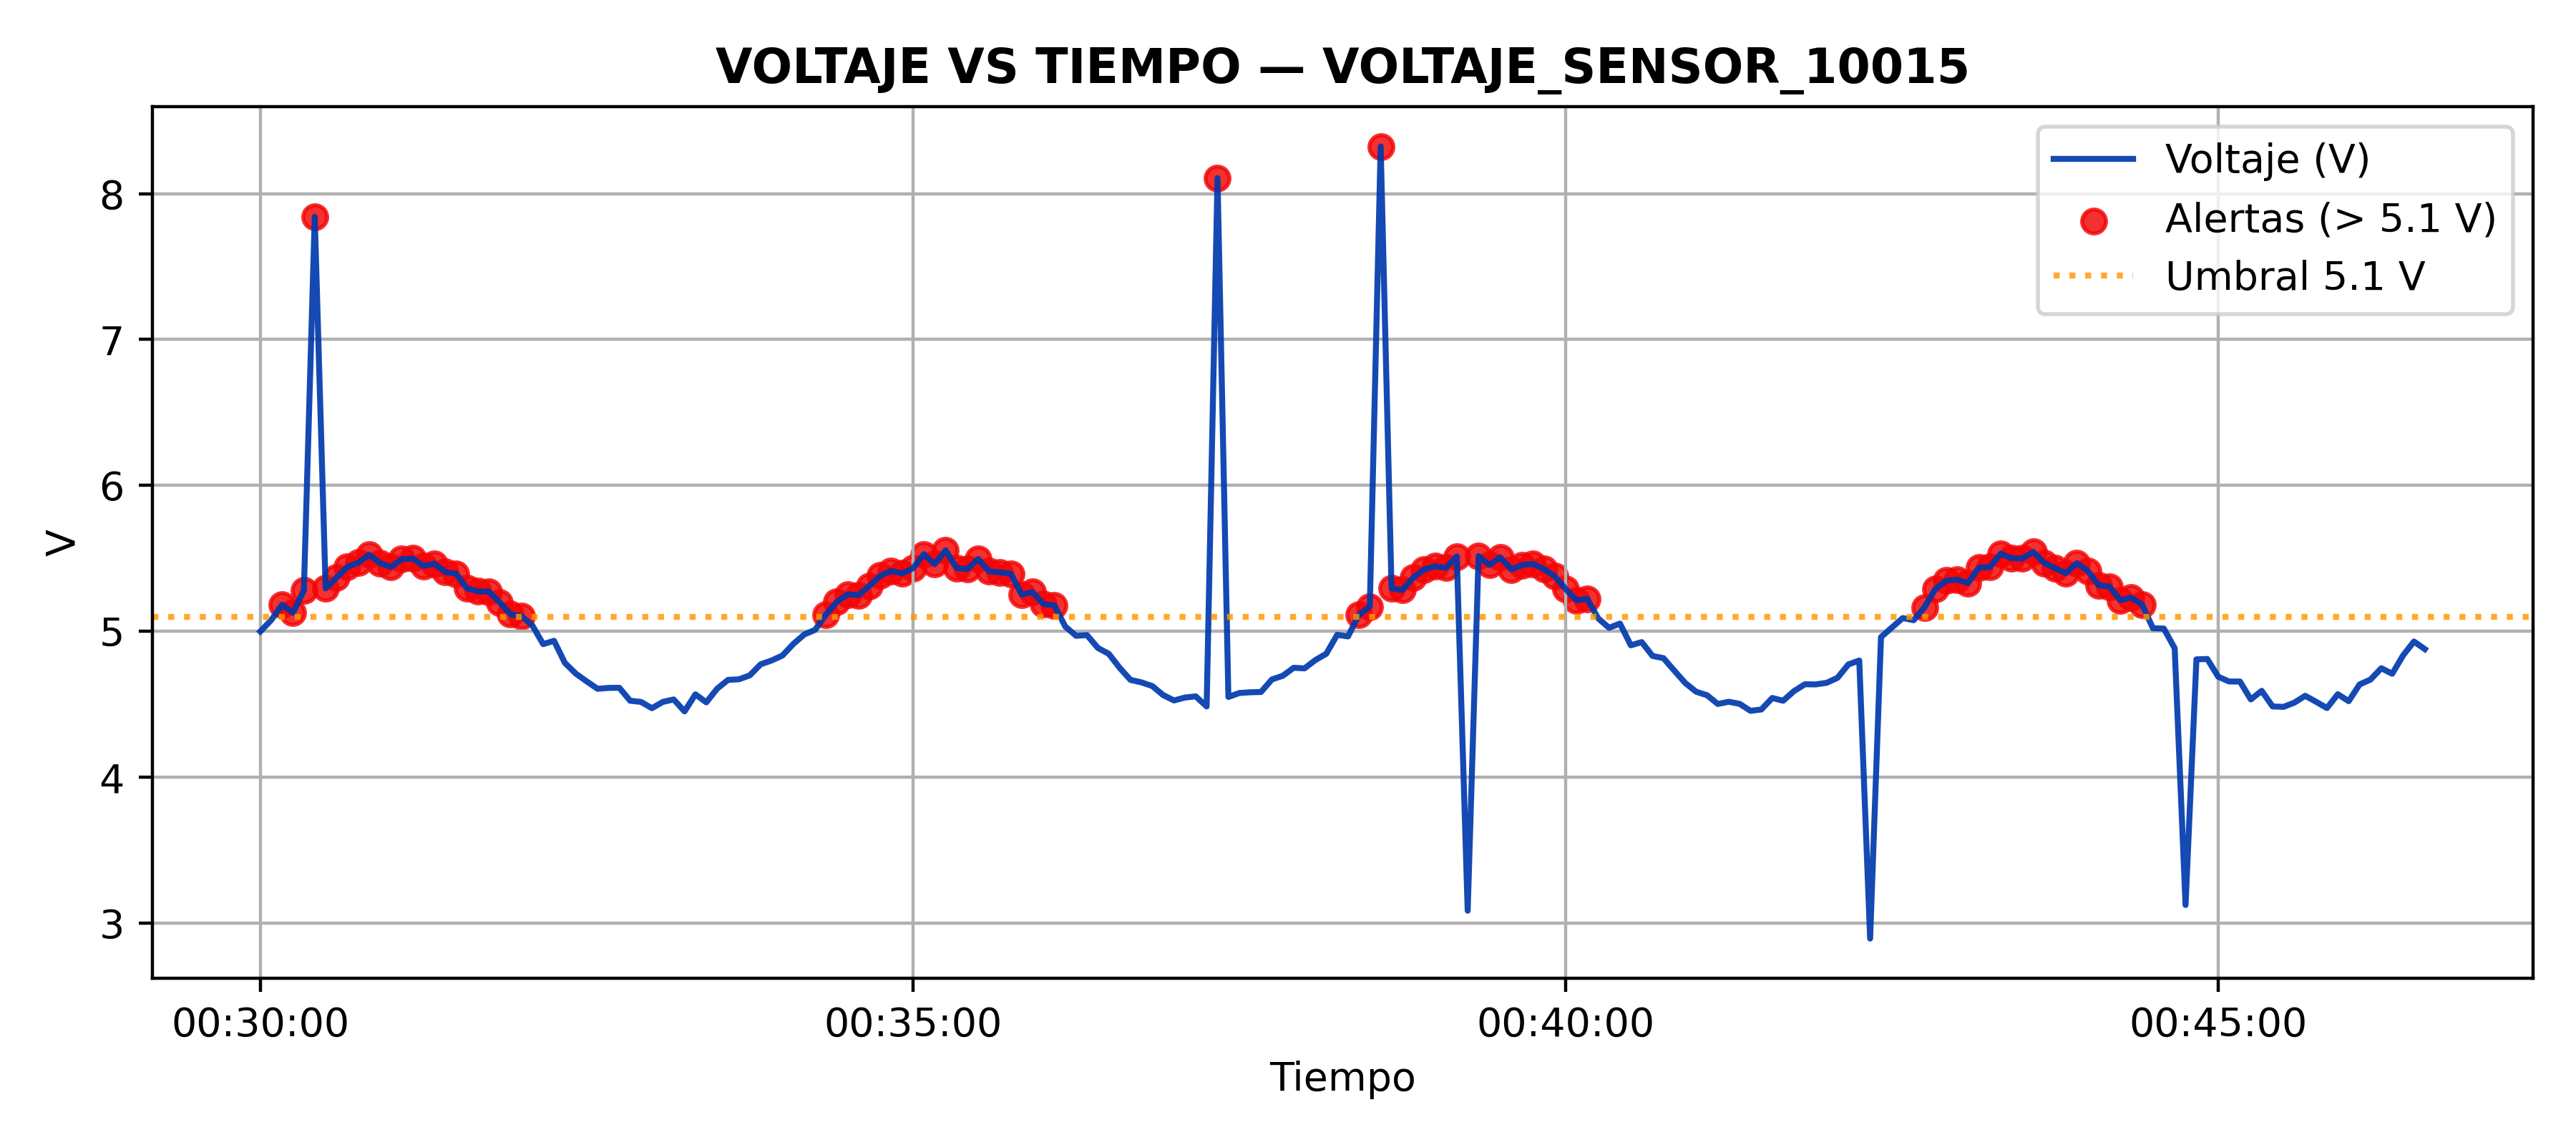 VOLTAJE VS TIEMPO — VOLTAJE_SENSOR_10015
Voltaje (V)
Alertas (> 5.1 V)
Umbral 5.1 V
8
7
6
5
4
3
V
00:30:00
00:35:00
00:40:00
00:45:00
Tiempo